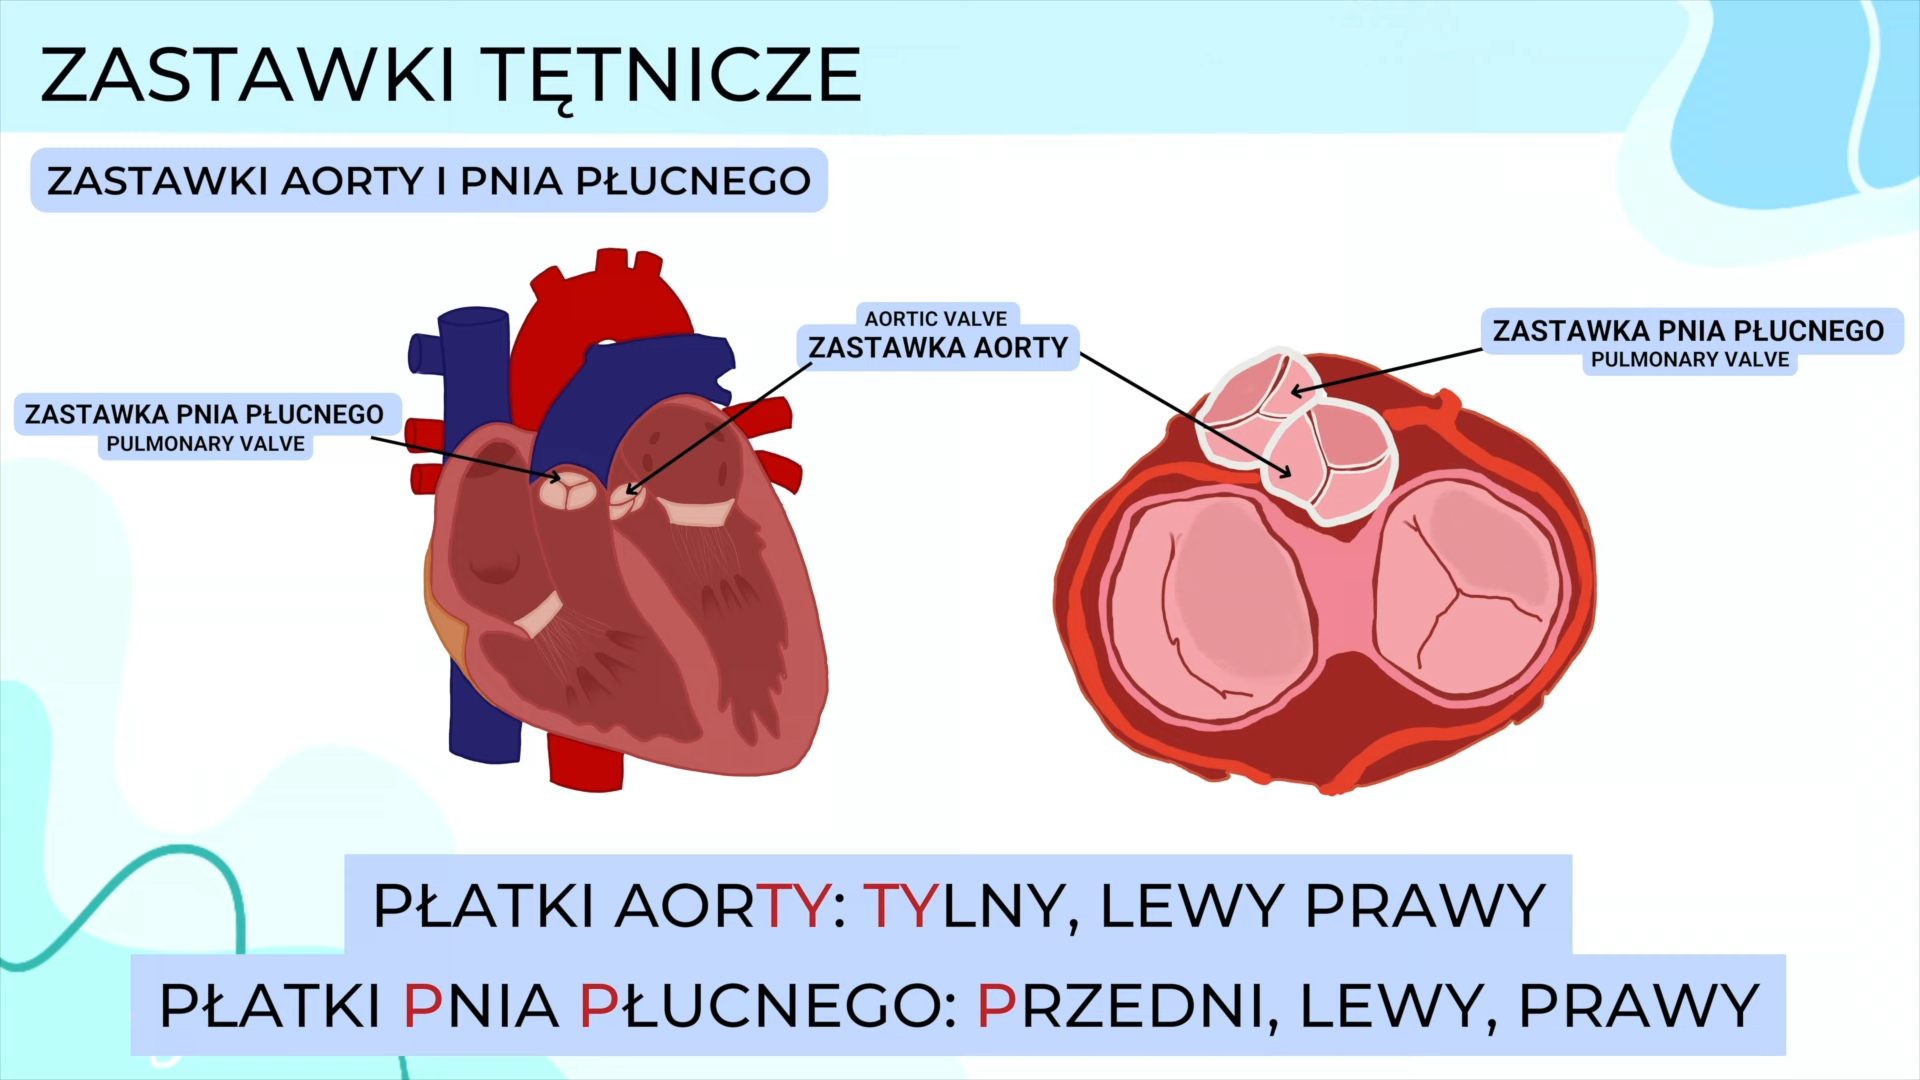 ZASTAWKI TĘTNICZE
ZASTAWKI AORTY I PNIA PŁUCNEGO
AORTIC VALVE
ZASTAWKA AORTY
ZASTAWKA PNIA PŁUCNEGO
PULMONARY VALVE
ZASTAWKA PNIA PŁUCNEGO
PULMONARY VALVE
PŁATKI AORTY: TYLNY, LEWY PRAWY
PŁATKI PNIA PŁUCNEGO: PRZEDNI, LEWY, PRAWY